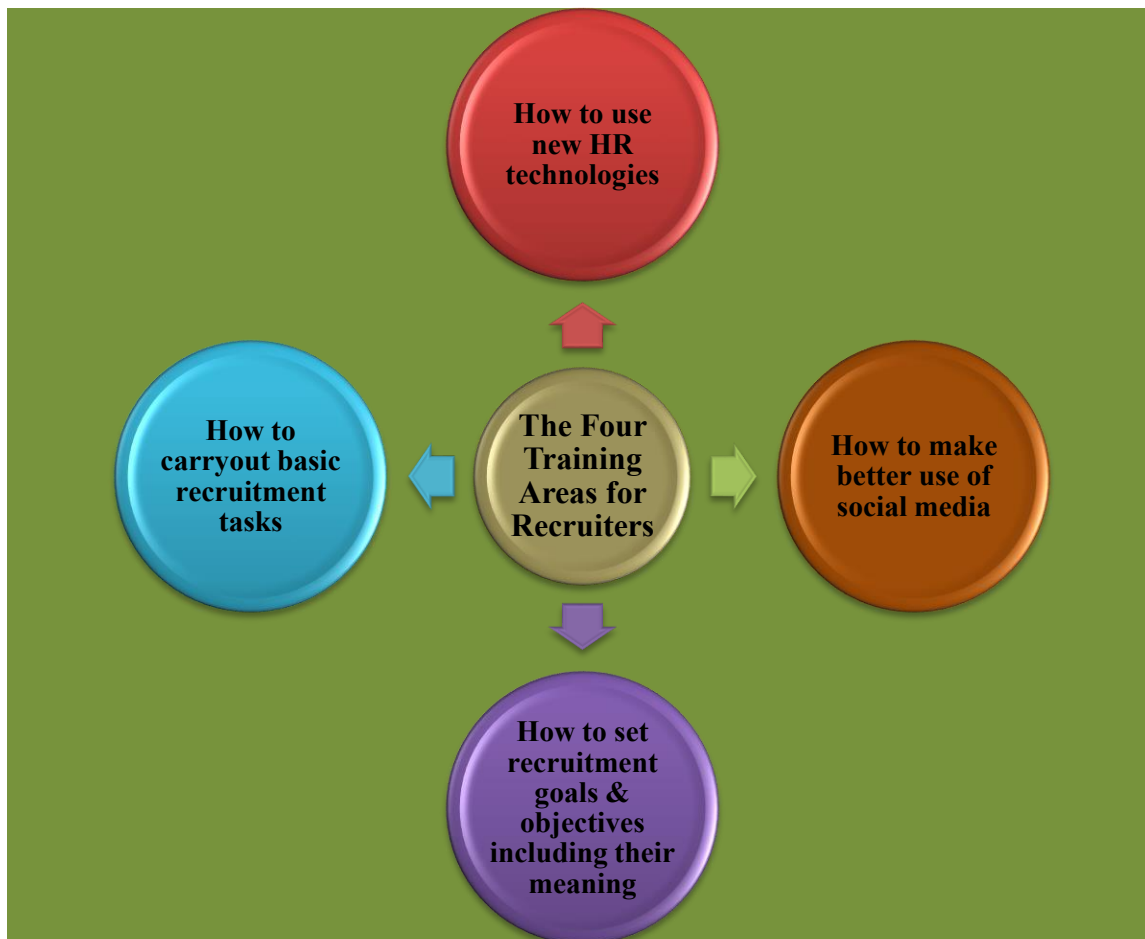 How to use
new HR
technologies
How to
carryout basic
recruitment
tasks
The Four
Training
Areas for
Recruiters
How to make
better use of
social media
How to set
recruitment
goals &
objectives
including their
meaning